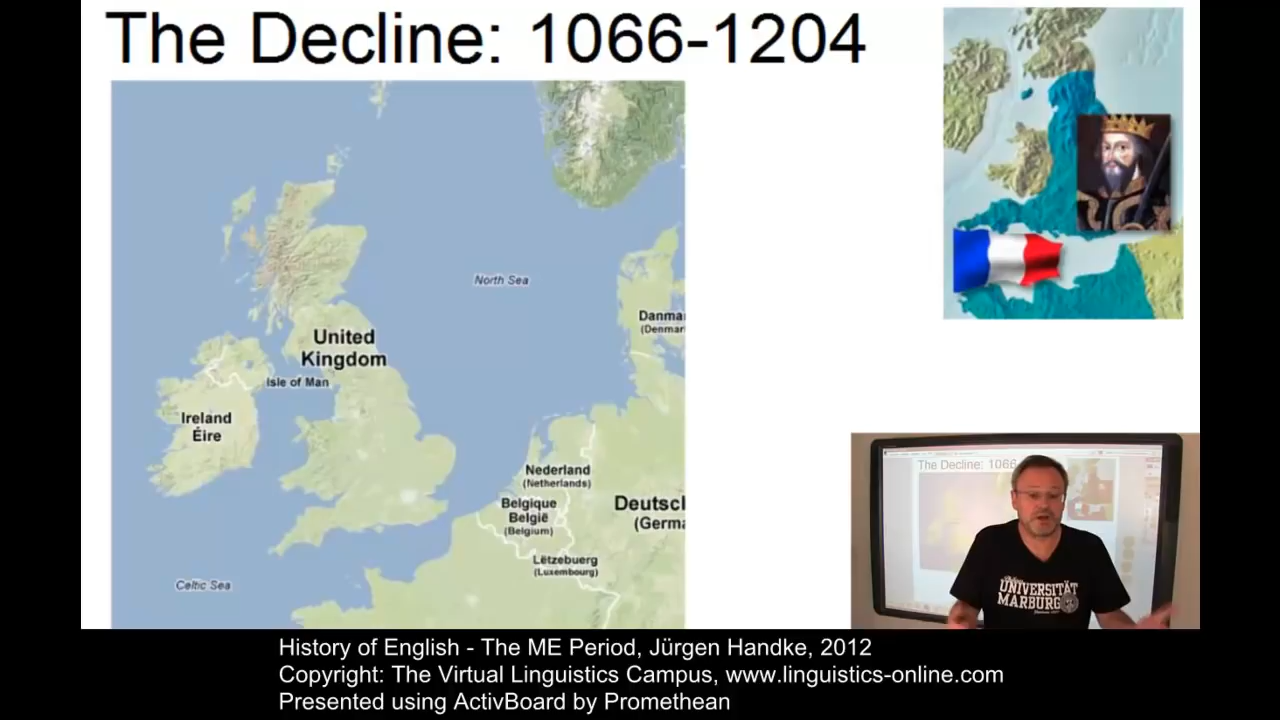 The Decline: 1066-1204
North Sea
Danmar
(Denmar
United
Kingdom
Isle of Man
Ireland
Éire
Nederland
(Netherlands)
Belgique
België
(Belgium)
Deutscl
(Germa
Lëtzebuerg
(Luxembourg)
Celtic Sea
The Decline: 1066
UNIVERSITÄT
MARBURG
History of English - The ME Period, Jürgen Handke, 2012
Copyright: The Virtual Linguistics Campus, www.linguistics-online.com
Presented using ActivBoard by Promethean